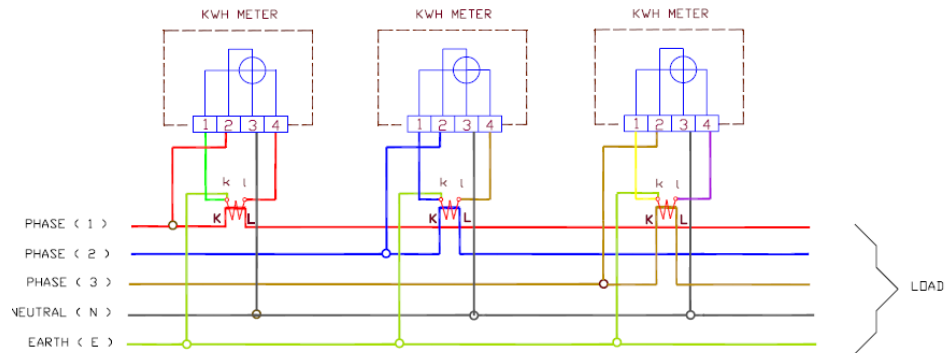 KWH METER KWH METER KWH METER
1 2 3 4 1 2 3 4 1 2 3 4
k l k l k l
K L K L K L
PHASE ( 1 )
PHASE ( 2 )
PHASE ( 3 )
LOAD
NEUTRAL ( N )
EARTH ( E )